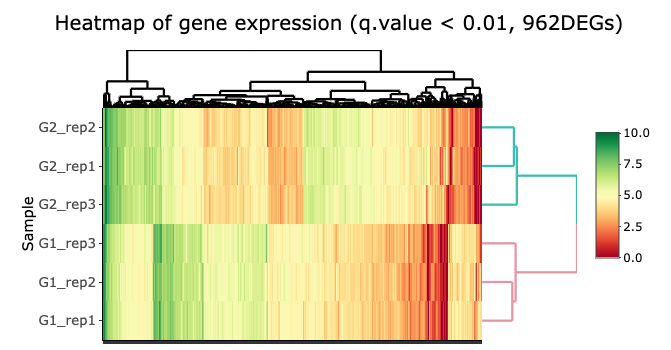 Heatmap of gene expression (q.value < 0.01, 962DEGs)
G2_rep2
G2_rep1
G2_rep3
G1_rep3
G1_rep2
G1_rep1
Sample
10.0
7.5
5.0
2.5
0.0